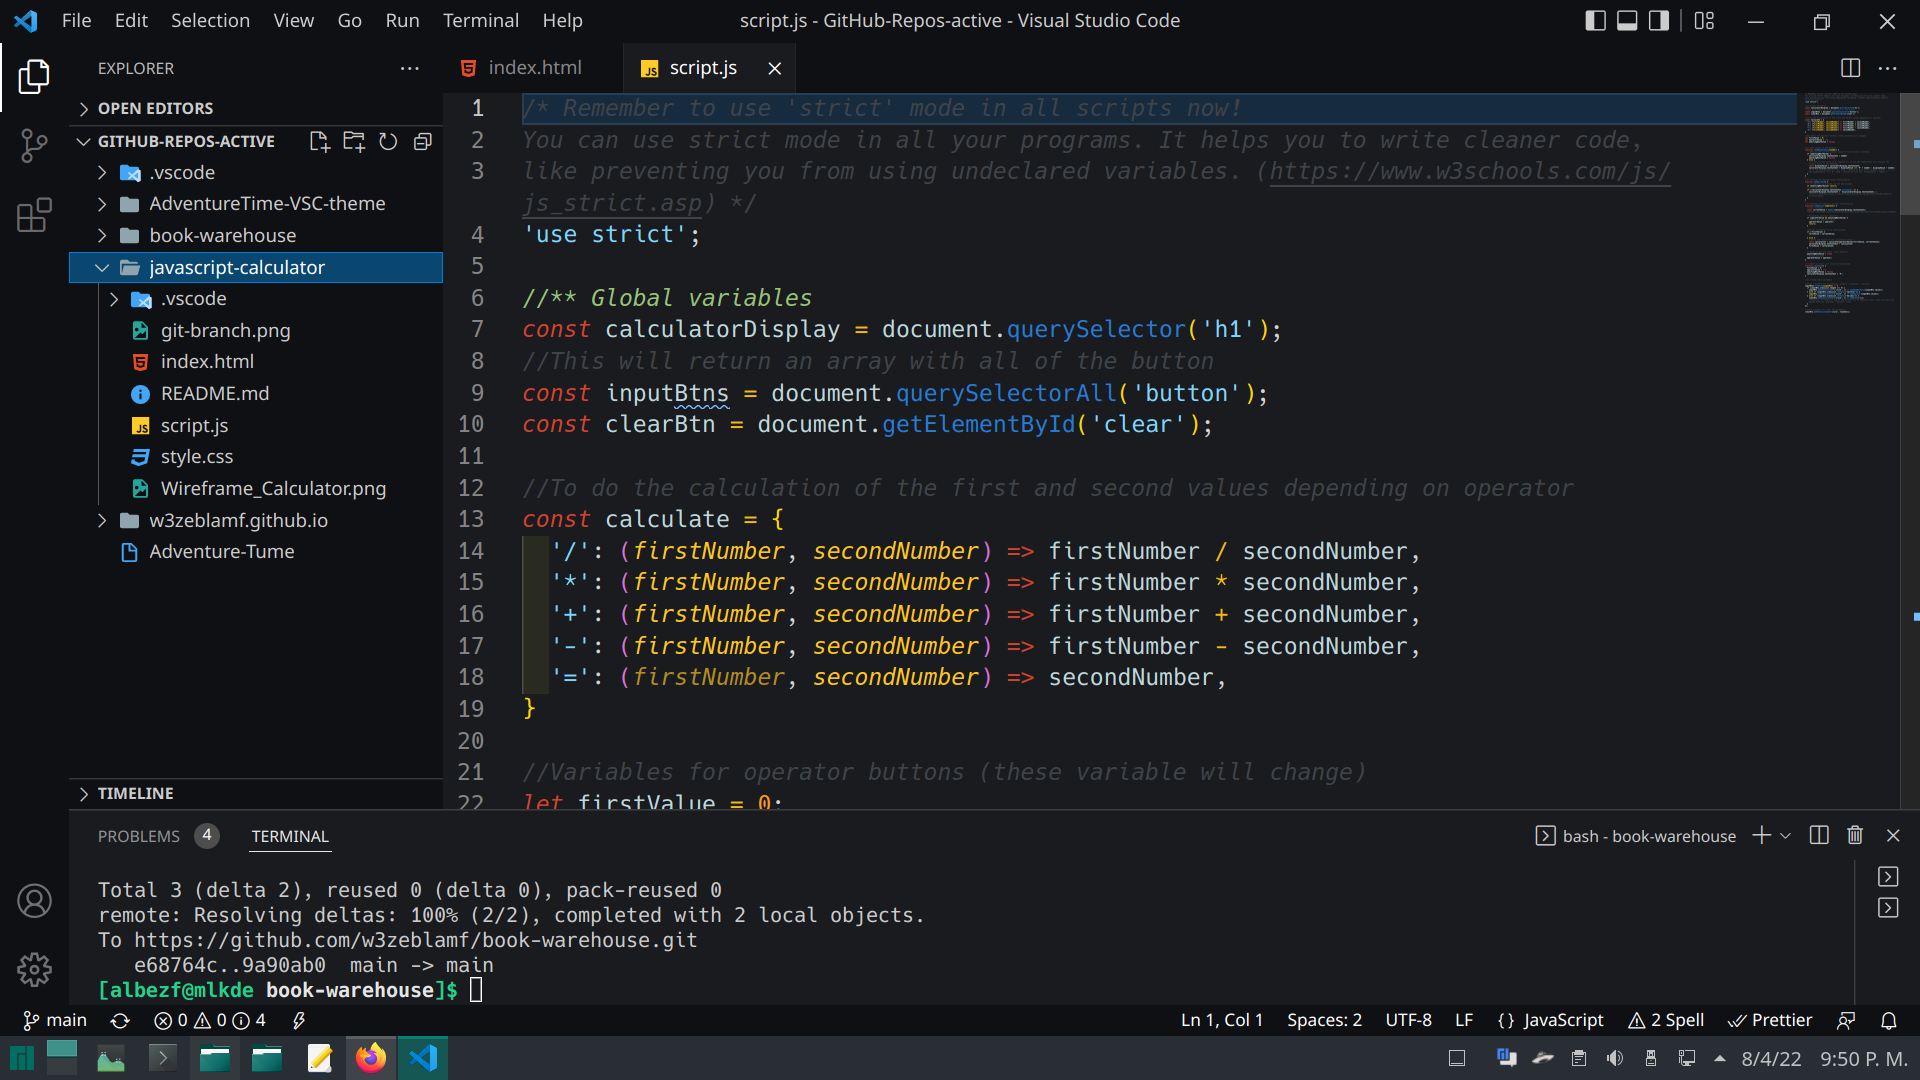 File Edit Selection View Go Run Terminal Help
script.js - GitHub-Repos-active - Visual Studio Code
EXPLORER
OPEN EDITORS
GITHUB-REPOS-ACTIVE
.vscode
AdventureTime-VSC-theme
book-warehouse
javascript-calculator
.vscode
git-branch.png
index.html
README.md
script.js
style.css
Wireframe_Calculator.png
w3zeblamf.github.io
Adventure-Tume
TIMELINE
index.html
JS script.js
1 /* Remember to use 'strict' mode in all scripts now!
2 You can use strict mode in all your programs. It helps you to write cleaner code,
3 like preventing you from using undeclared variables. (https://www.w3schools.com/js/
js_strict.asp) */
4 'use strict';
5
6 //** Global variables
7 const calculatorDisplay = document.querySelector('h1');
8 //This will return an array with all of the button
9 const inputBtns = document.querySelectorAll('button');
10 const clearBtn = document.getElementById('clear');
11
12 //To do the calculation of the first and second values depending on operator
13 const calculate = {
14 '/': (firstNumber, secondNumber) => firstNumber / secondNumber,
15 '*': (firstNumber, secondNumber) => firstNumber * secondNumber,
16 '+': (firstNumber, secondNumber) => firstNumber + secondNumber,
17 '-': (firstNumber, secondNumber) => firstNumber - secondNumber,
18 '=': (firstNumber, secondNumber) => secondNumber,
19 }
20
21 //Variables for operator buttons (these variable will change)
22 let firstValue = 0;
PROBLEMS 4 TERMINAL
bash - book-warehouse
Total 3 (delta 2), reused 0 (delta 0), pack-reused 0
remote: Resolving deltas: 100% (2/2), completed with 2 local objects.
To https://github.com/w3zeblamf/book-warehouse.git
e68764c..9a90ab0 main -> main
[albezf@mlkde book-warehouse]$
main 0 0 4
Ln 1, Col 1 Spaces: 2 UTF-8 LF {} JavaScript 2 Spell Prettier
8/4/22 9:50 P. M.